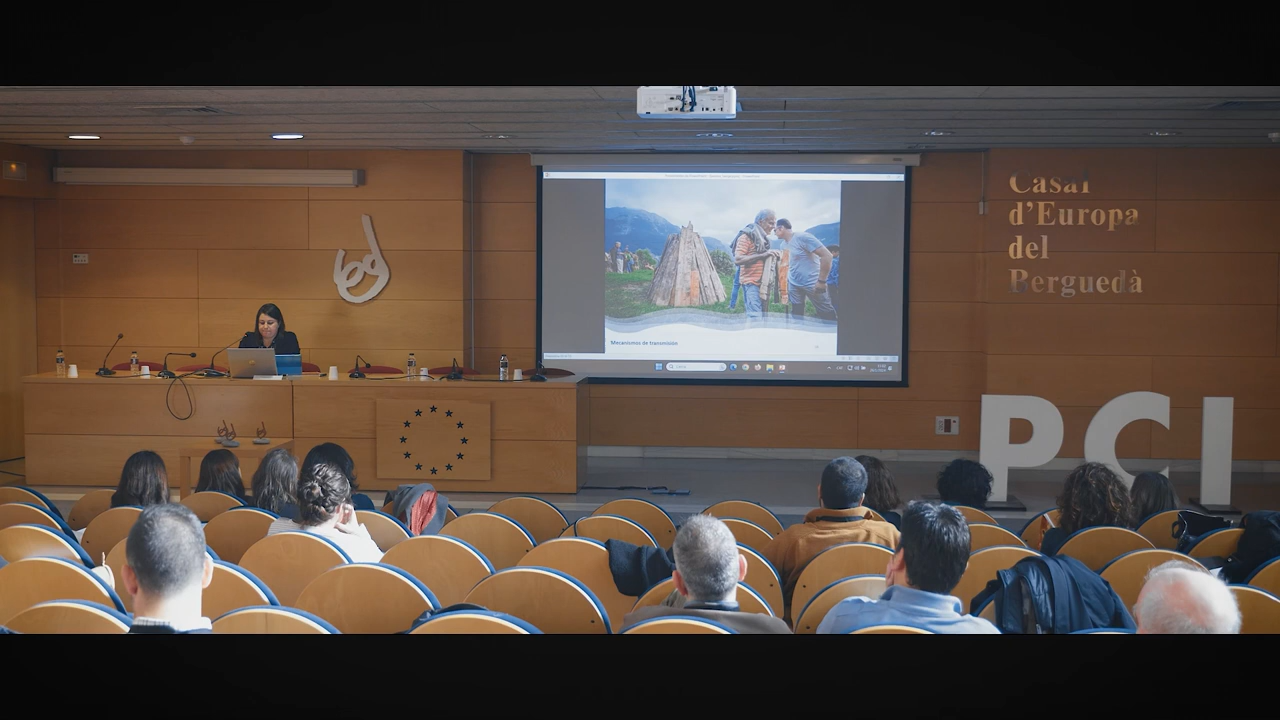 Casal
d'Europa
del
Berguedà
Mecanismos de transmisión
PCI